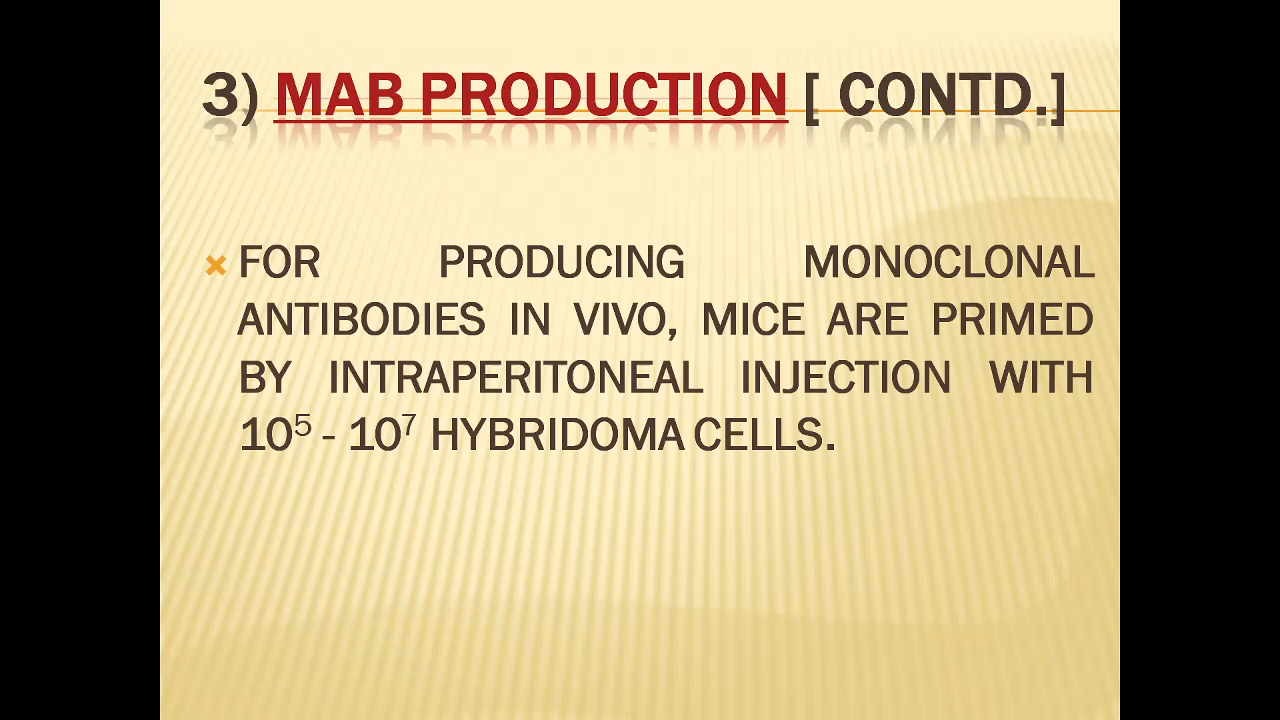 3) MAB PRODUCTION [ CONTD.]
FOR PRODUCING MONOCLONAL
ANTIBODIES IN VIVO, MICE ARE PRIMED
BY INTRAPERITONEAL INJECTION WITH
10⁵ - 10⁷ HYBRIDOMA CELLS.